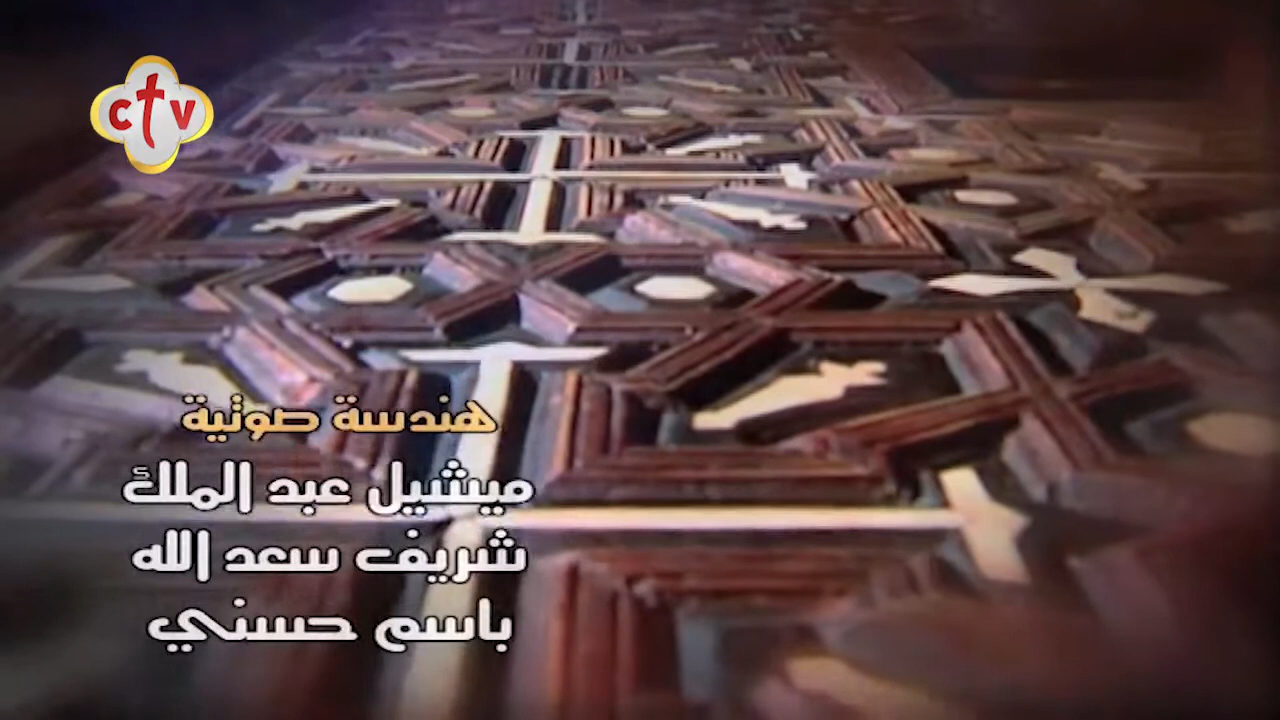 ctv
هندسة صوتية
ميشيل عبد الملك
شريف سعد الله
باسم حسني